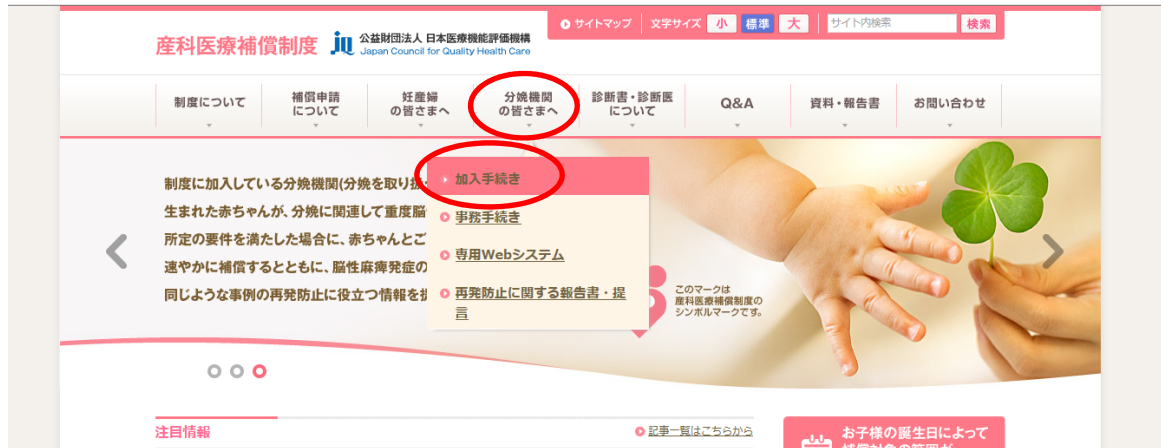 サイトマップ 文字サイズ 小 標準 大 サイト内検索 検索
産科医療補償制度 jq 公益財団法人 日本医療機能評価機構
Japan Council for Quality Health Care
制度について
補償申請
について
妊産婦
の皆さまへ
分娩機関
の皆さまへ
診断書・診断医
について
Q&A
資料・報告書
お問い合わせ
制度に加入している分娩機関(分娩を取り扱
生まれた赤ちゃんが、分娩に関連して重度脳
所定の要件を満たした場合に、赤ちゃんとご
速やかに補償するとともに、脳性麻痺発症の
同じような事例の再発防止に役立つ情報を提
加入手続き
事務手続き
専用Webシステム
再発防止に関する報告書・提
言
このマークは
産科医療補償制度の
シンボルマークです。
注目情報
記事一覧はこちらから
お子様の誕生日によって
補償対象の範囲が